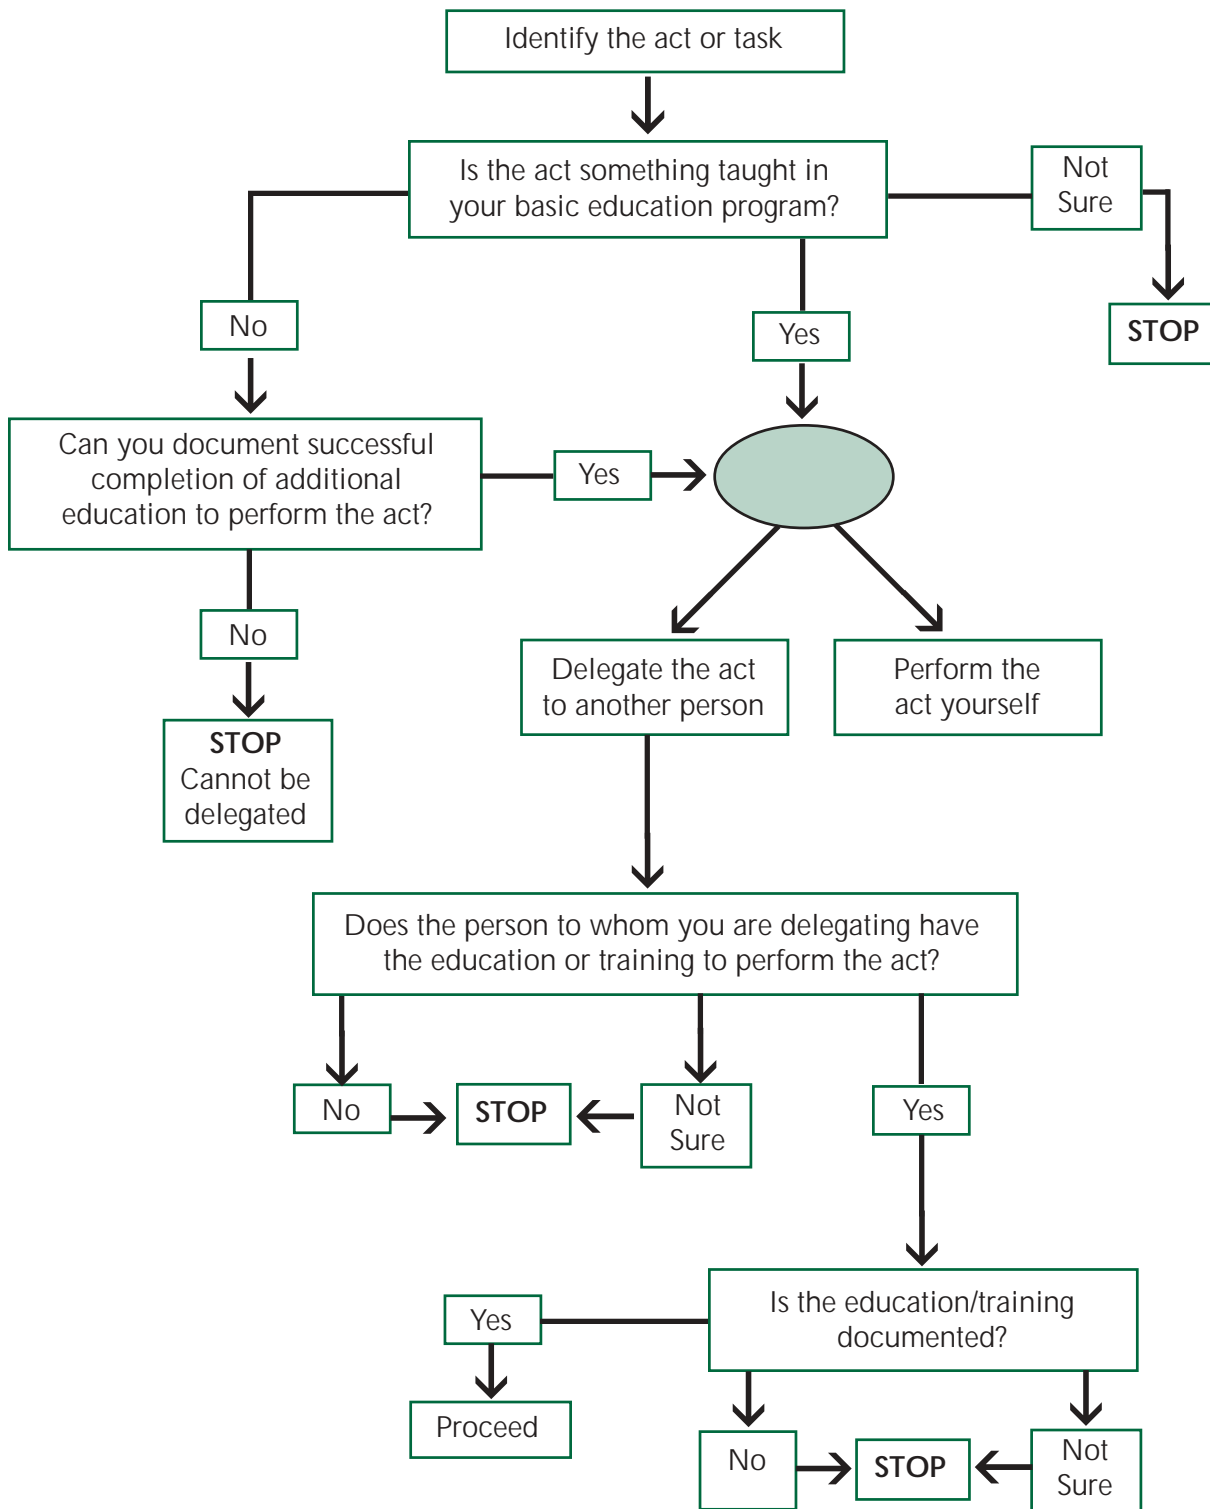 Identify the act or task
Is the act something taught in
your basic education program?
Not
Sure
STOP
No
Yes
Can you document successful
completion of additional
education to perform the act?
Yes
No
STOP
Cannot be
delegated
Delegate the act
to another person
Perform the
act yourself
Does the person to whom you are delegating have
the education or training to perform the act?
No
STOP
Not
Sure
Yes
Is the education/training
documented?
Yes
Proceed
No
STOP
Not
Sure